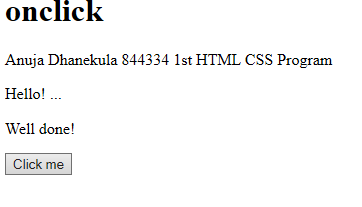 onclick
Anuja Dhanekula 844334 1st HTML CSS Program
Hello! ...
Well done!
Click me